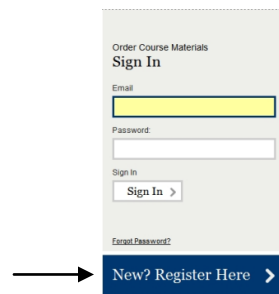 Order Course Materials
Sign In
Email
Password:
Sign In
Sign In >
Forgot Password?
New? Register Here >